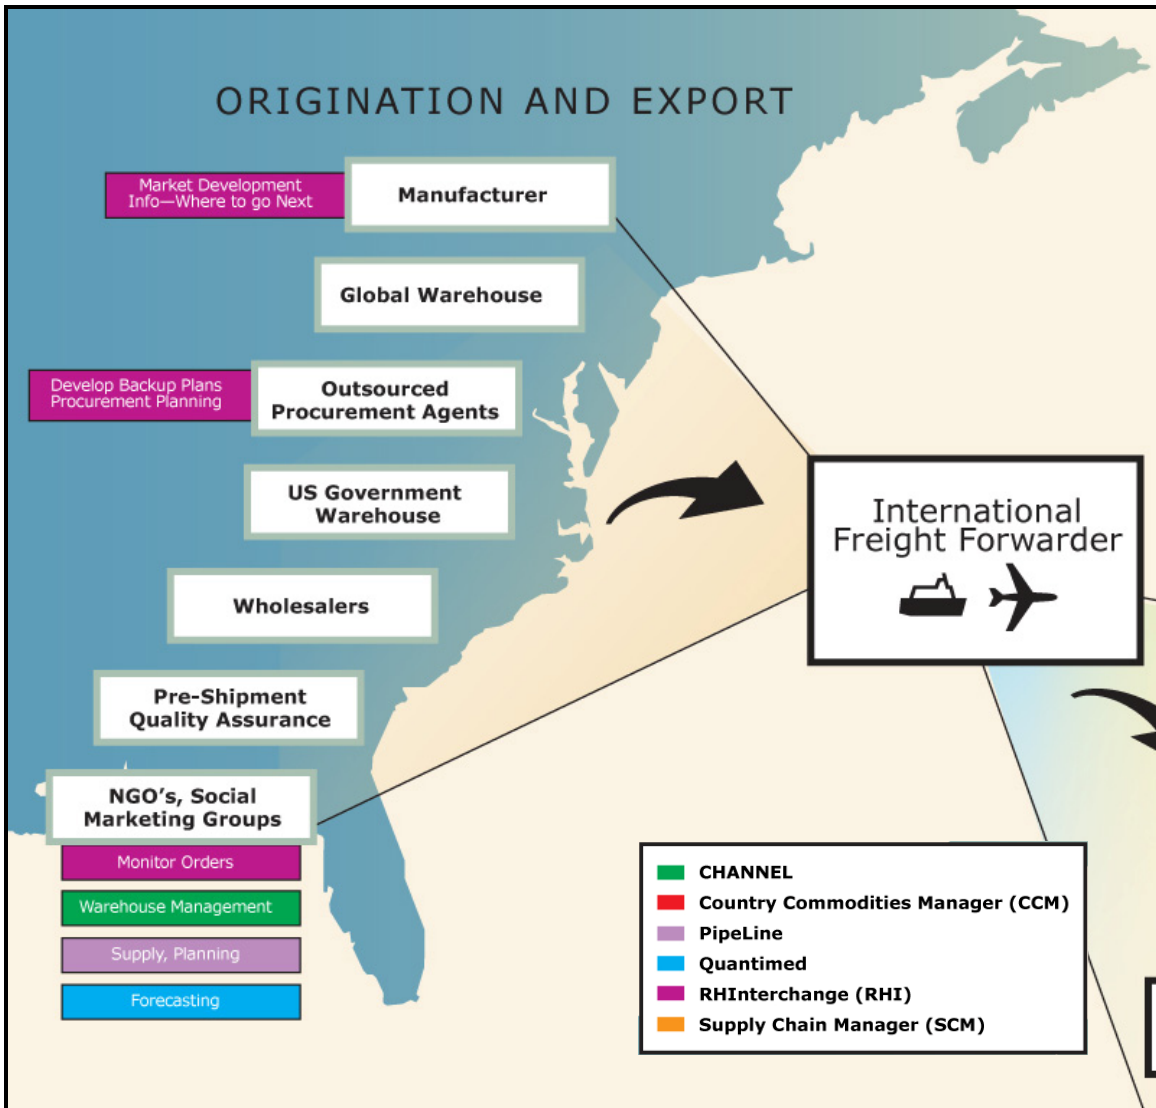 ORIGINATION AND EXPORT
Market Development
Info—Where to go Next
Manufacturer
Global Warehouse
Develop Backup Plans
Procurement Planning
Outsourced
Procurement Agents
US Government
Warehouse
International
Freight Forwarder
Wholesalers
Pre-Shipment
Quality Assurance
NGO's, Social
Marketing Groups
Monitor Orders
Warehouse Management
Supply, Planning
Forecasting
CHANNEL
Country Commodities Manager (CCM)
PipeLine
Quantimed
RHInterchange (RHI)
Supply Chain Manager (SCM)